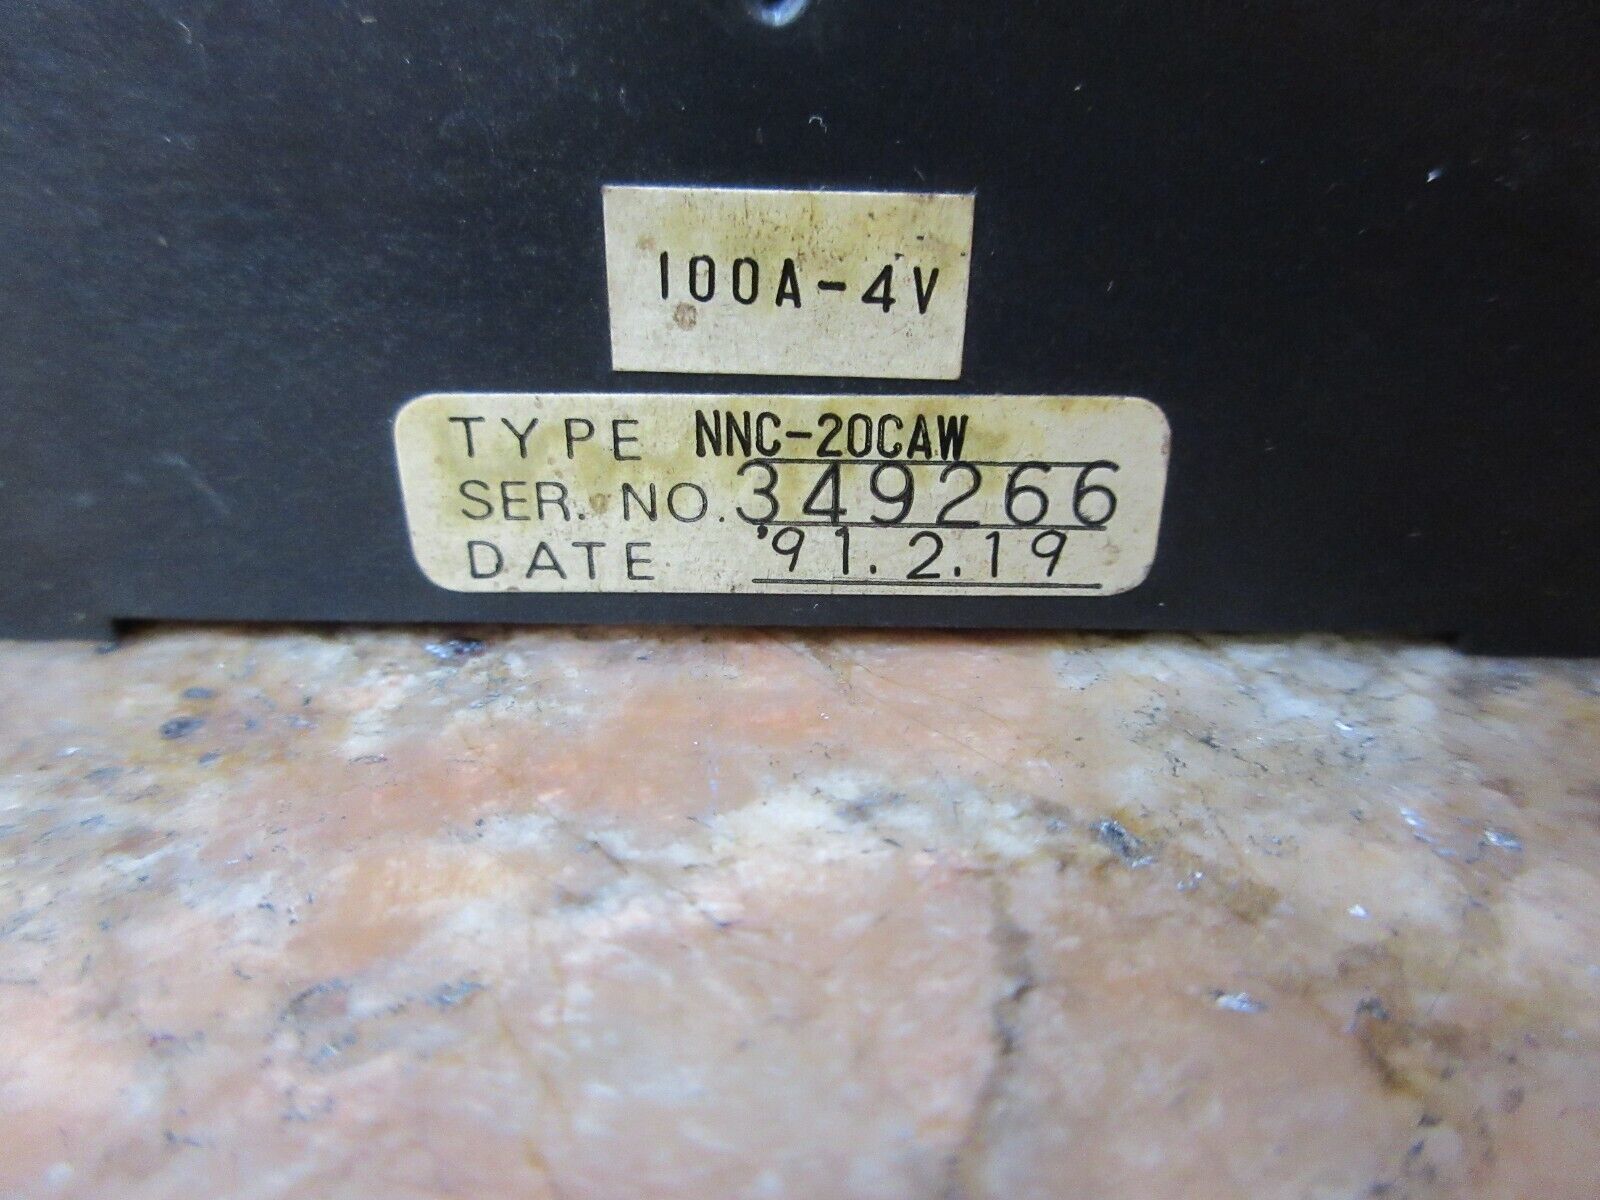 100A-4V
TYPE NNC-20CAW
SER. NO. 349266
DATE '91.2.19